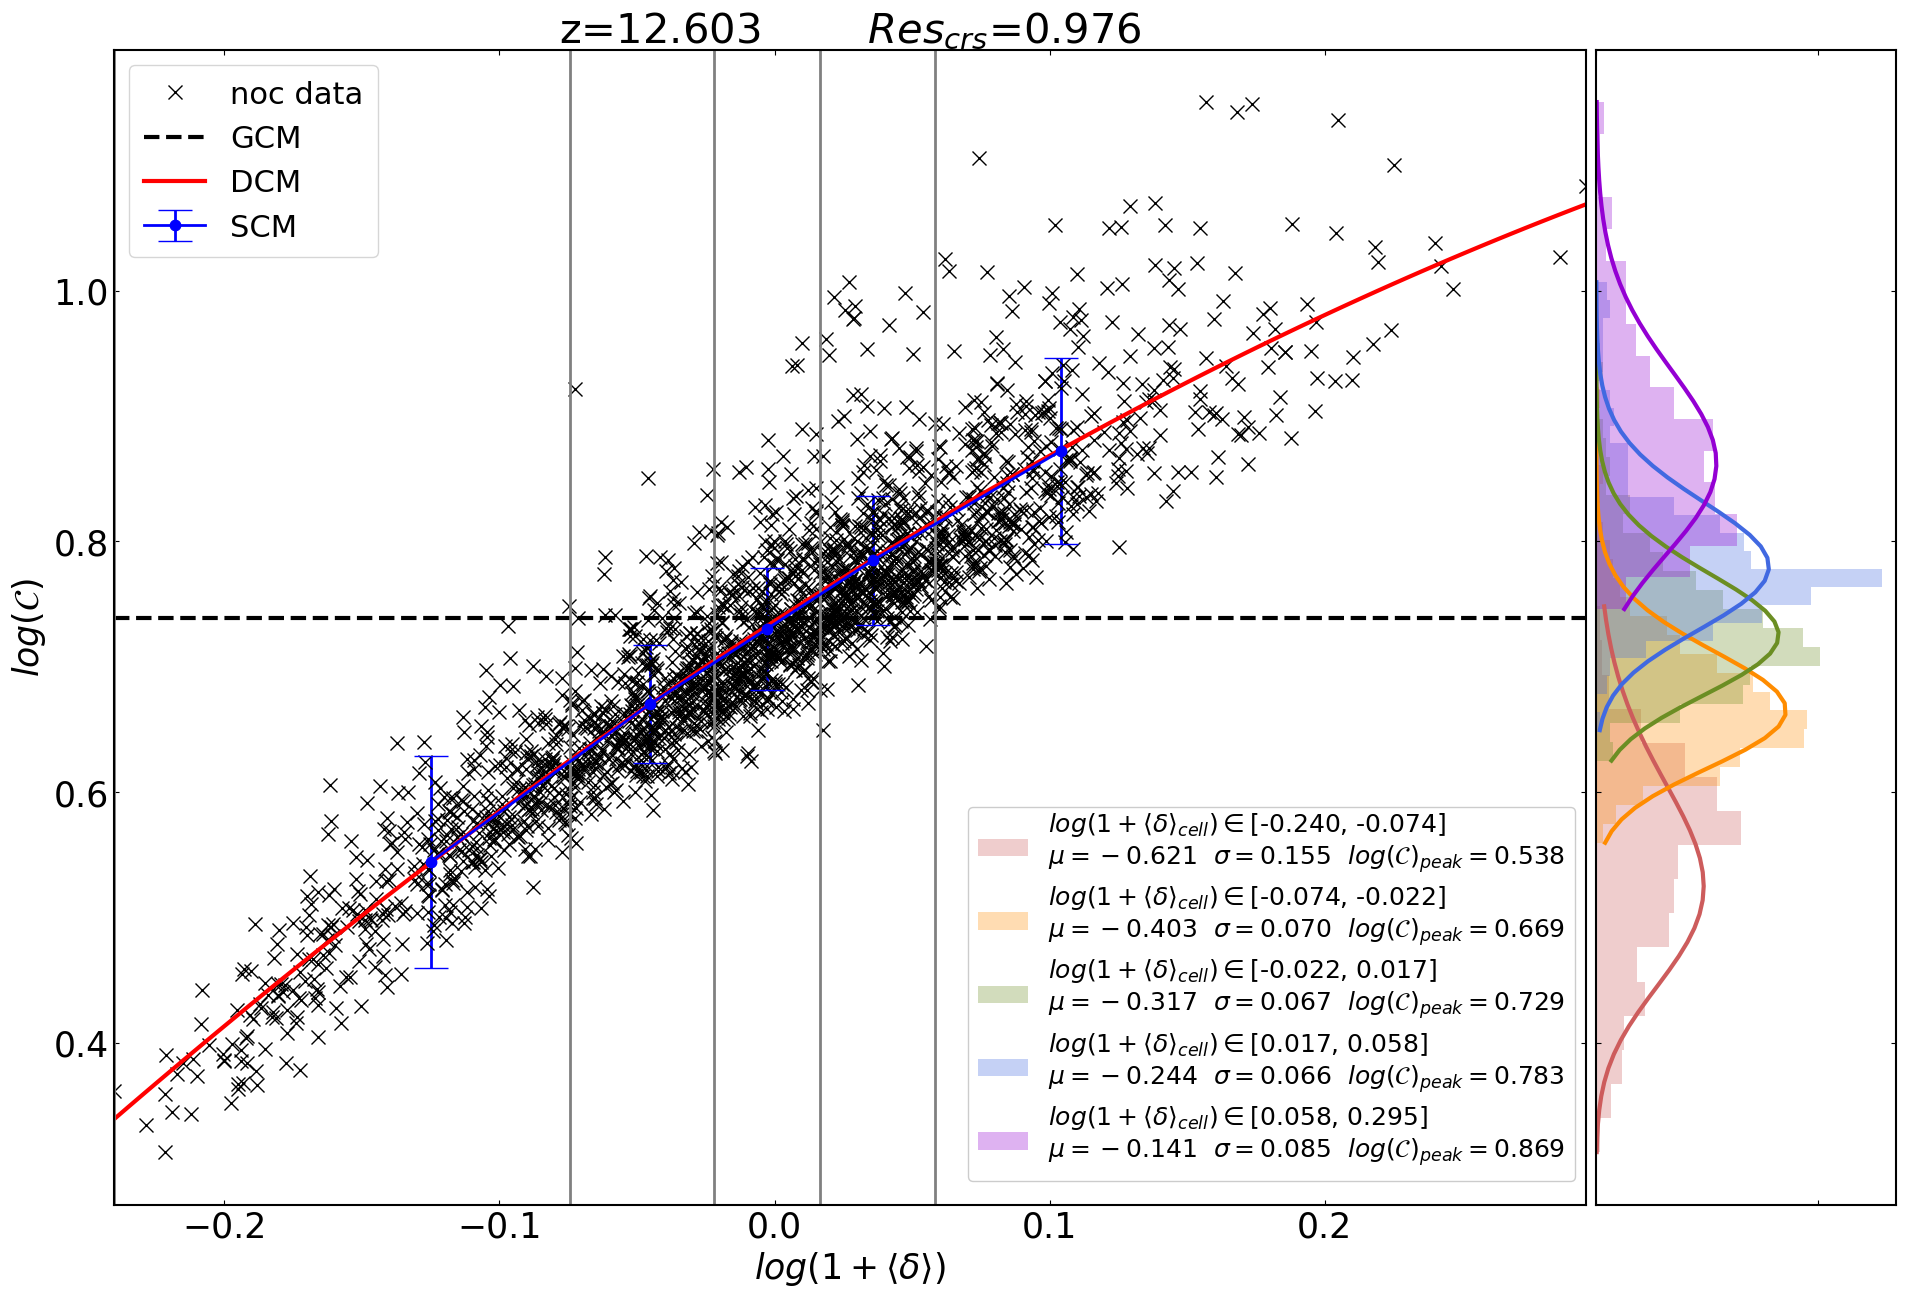 z=12.603 Res_crs=0.976
noc data
GCM
DCM
SCM
1.0
0.8
0.6
0.4
log(𝒞)
log(1 + ⟨δ⟩_cell) ∈ [-0.240, -0.074]
μ = −0.621 σ = 0.155 log(𝒞)_peak = 0.538
log(1 + ⟨δ⟩_cell) ∈ [-0.074, -0.022]
μ = −0.403 σ = 0.070 log(𝒞)_peak = 0.669
log(1 + ⟨δ⟩_cell) ∈ [-0.022, 0.017]
μ = −0.317 σ = 0.067 log(𝒞)_peak = 0.729
log(1 + ⟨δ⟩_cell) ∈ [0.017, 0.058]
μ = −0.244 σ = 0.066 log(𝒞)_peak = 0.783
log(1 + ⟨δ⟩_cell) ∈ [0.058, 0.295]
μ = −0.141 σ = 0.085 log(𝒞)_peak = 0.869
−0.2 −0.1 0.0 0.1 0.2
log(1 + ⟨δ⟩)